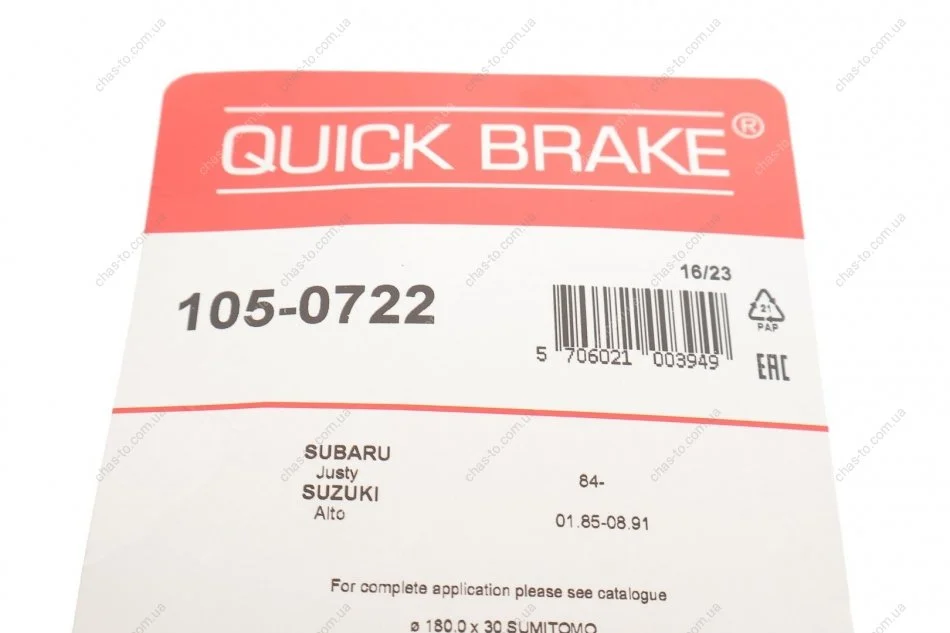 QUICK BRAKE®
16/23
105-0722
21
PAP
5 706021 003949
EAC
SUBARU
Justy 84-
SUZUKI
Alto 01.85-08.91
For complete application please see catalogue
ø 180.0 x 30 SUMITOMO
chas-to.com.ua